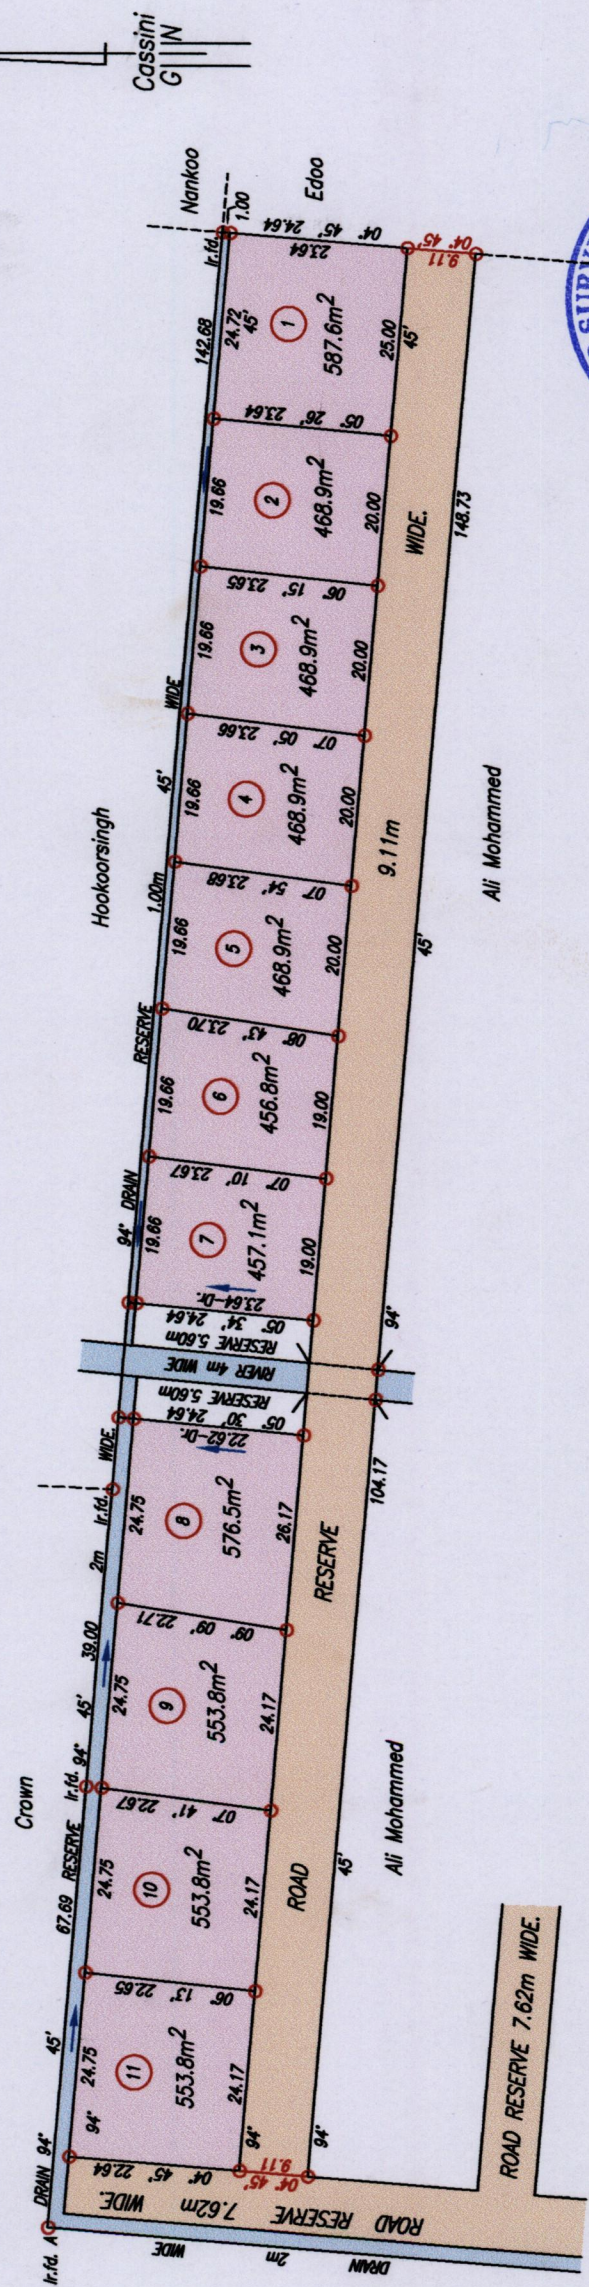 Cassini
G N
Nankoo
Edoo
Ir.fd.
1.00
142.68
24.72
45'
1
587.6m²
23.64
04° 45' 24.64
25.00
45'
04° 45'
9.11
SURV
05° 26' 23.64
19.66
2
468.9m²
20.00
WIDE.
148.73
06° 15' 23.65
19.66
3
468.9m²
20.00
WIDE
07° 05' 23.66
45'
19.66
4
468.9m²
20.00
9.11m
Hookoorsingh
Ali Mohammed
1.00m
07° 54' 23.68
19.66
5
468.9m²
20.00
45'
RESERVE
08° 43' 23.70
19.66
6
456.8m²
19.00
94° DRAIN
07° 10' 23.67
19.66
7
457.1m²
19.00
23.64-Dr.
05° 34' 24.64
94°
RESERVE 5.60m
RIVER 4m WIDE
RESERVE 5.60m
05° 30' 24.64
22.62-Dr.
WIDE.
Ir.fd.
2m
24.75
8
576.5m²
26.17
104.17
RESERVE
39.00
09° 09' 22.71
45'
24.75
9
553.8m²
24.17
Crown
Ir.fd. 94°
07° 41' 22.67
67.69 RESERVE
24.75
10
553.8m²
24.17
ROAD
45'
Ali Mohammed
06° 13' 22.65
45'
24.75
11
553.8m²
24.17
94°
94°
94°
DRAIN 94°
Ir.fd. A
04° 45' 22.64
04° 45'
9.11
ROAD RESERVE 7.62m WIDE.
DRAIN 2m WIDE
ROAD RESERVE 7.62m WIDE.